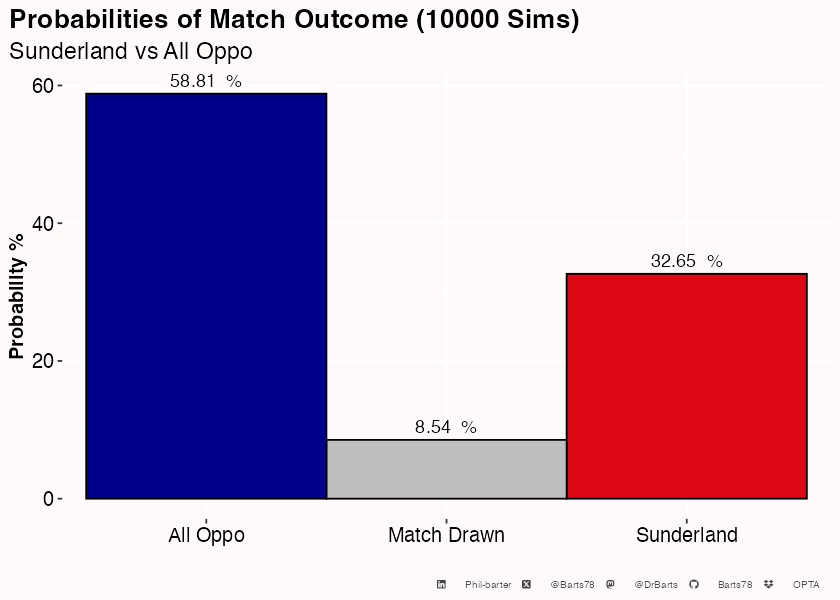 Probabilities of Match Outcome (10000 Sims)
Sunderland vs All Oppo
58.81 %
60
40
32.65 %
20
8.54 %
0
Probability %
All Oppo Match Drawn Sunderland
Phil-barter @Barts78 @DrBarts Barts78 OPTA